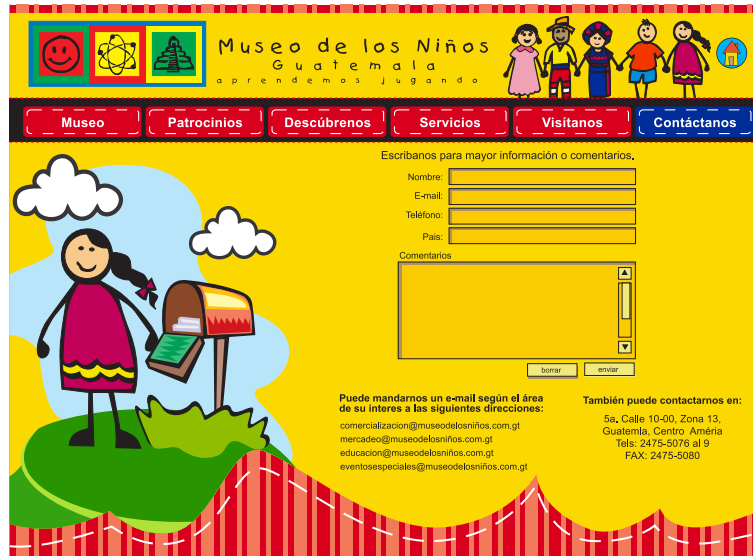 Museo de los Niños
Guatemala
aprendemos jugando
Museo
Patrocinios
Descúbrenos
Servicios
Visítanos
Contáctanos
Escribanos para mayor información o comentarios.
Nombre:
E-mail:
Teléfono:
Pais:
Comentarios
borrar
enviar
Puede mandarnos un e-mail según el área
de su interes a las siguientes direcciones:
comercializacion@museodelosniños.com.gt
mercadeo@museodelosniños.com.gt
educacion@museodelosniños.com.gt
eventosespeciales@museodelosniños.com.gt
También puede contactarnos en:
5a. Calle 10-00, Zona 13,
Guatemla, Centro  Améria
Tels: 2475-5076 al 9
FAX: 2475-5080